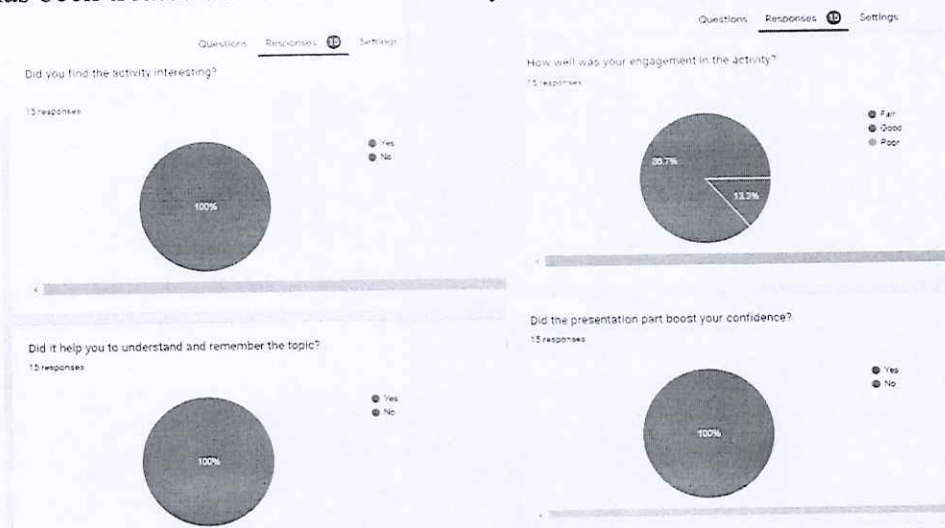 Questions Responses 15 Settings
Did you find the activity interesting?
15 responses
Yes
No
100%
Did it help you to understand and remember the topic?
15 responses
Yes
No
100%
Questions Responses 15 Settings
How well was your engagement in the activity?
15 responses
Fair
Good
Poor
86.7%
13.3%
Did the presentation part boost your confidence?
15 responses
Yes
No
100%